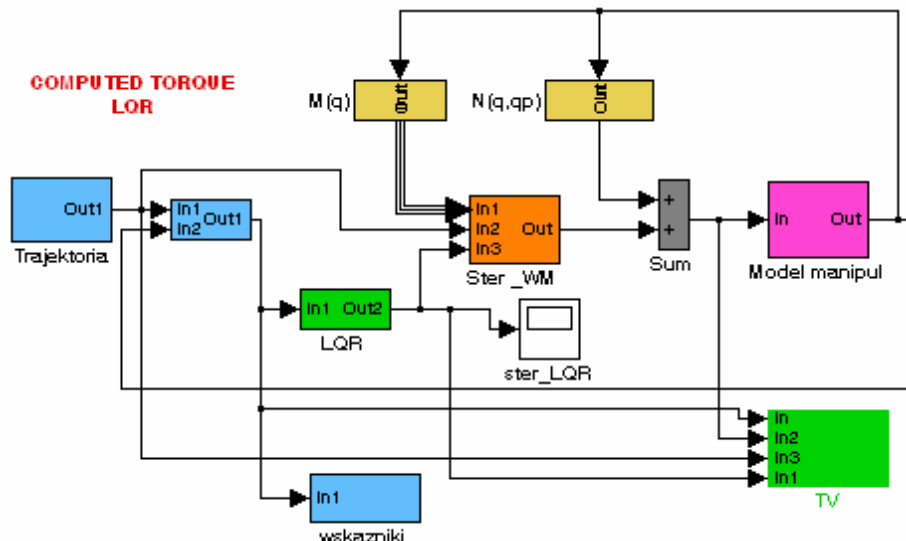 COMPUTED TORQUE
LQR
M(q)
Out
N(q,qp)
Out
Out1
Trajektoria
In1
In2
Out1
In1
In2
In3
Out
Ster _WM
+
+
Sum
In
Out
Model manipul
In1
Out2
LQR
ster_LQR
In
In2
In3
In1
TV
In1
wskazniki